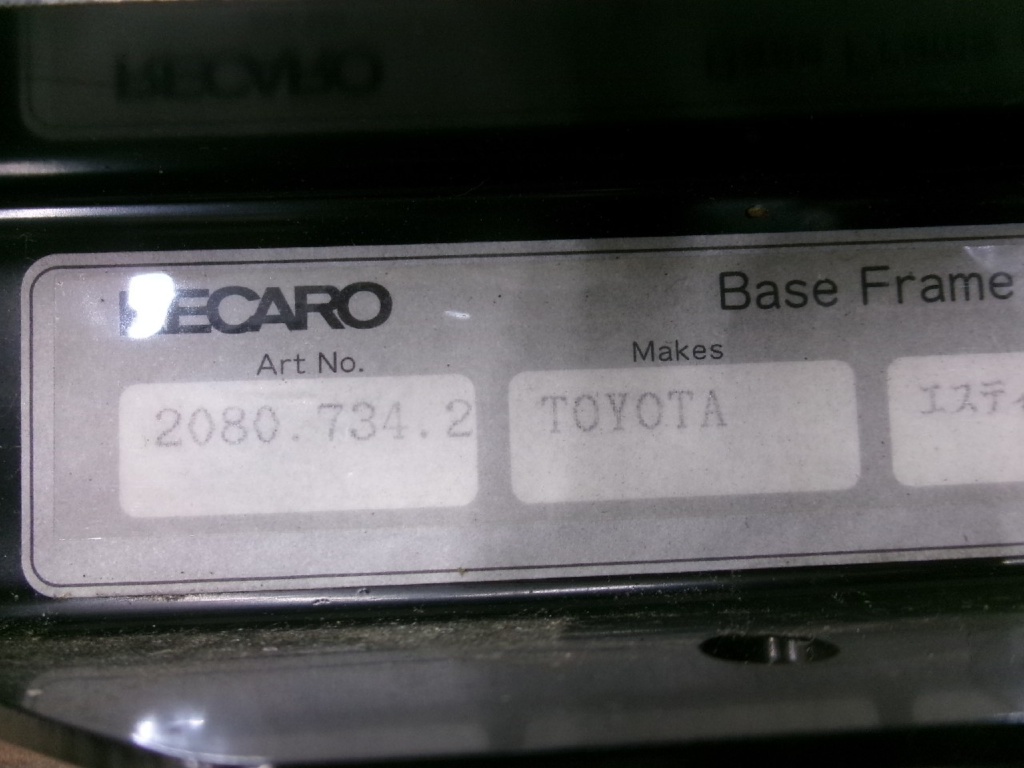 RECARO
Base Frame
Art No.
Makes
2080.734.2
TOYOTA
エステ